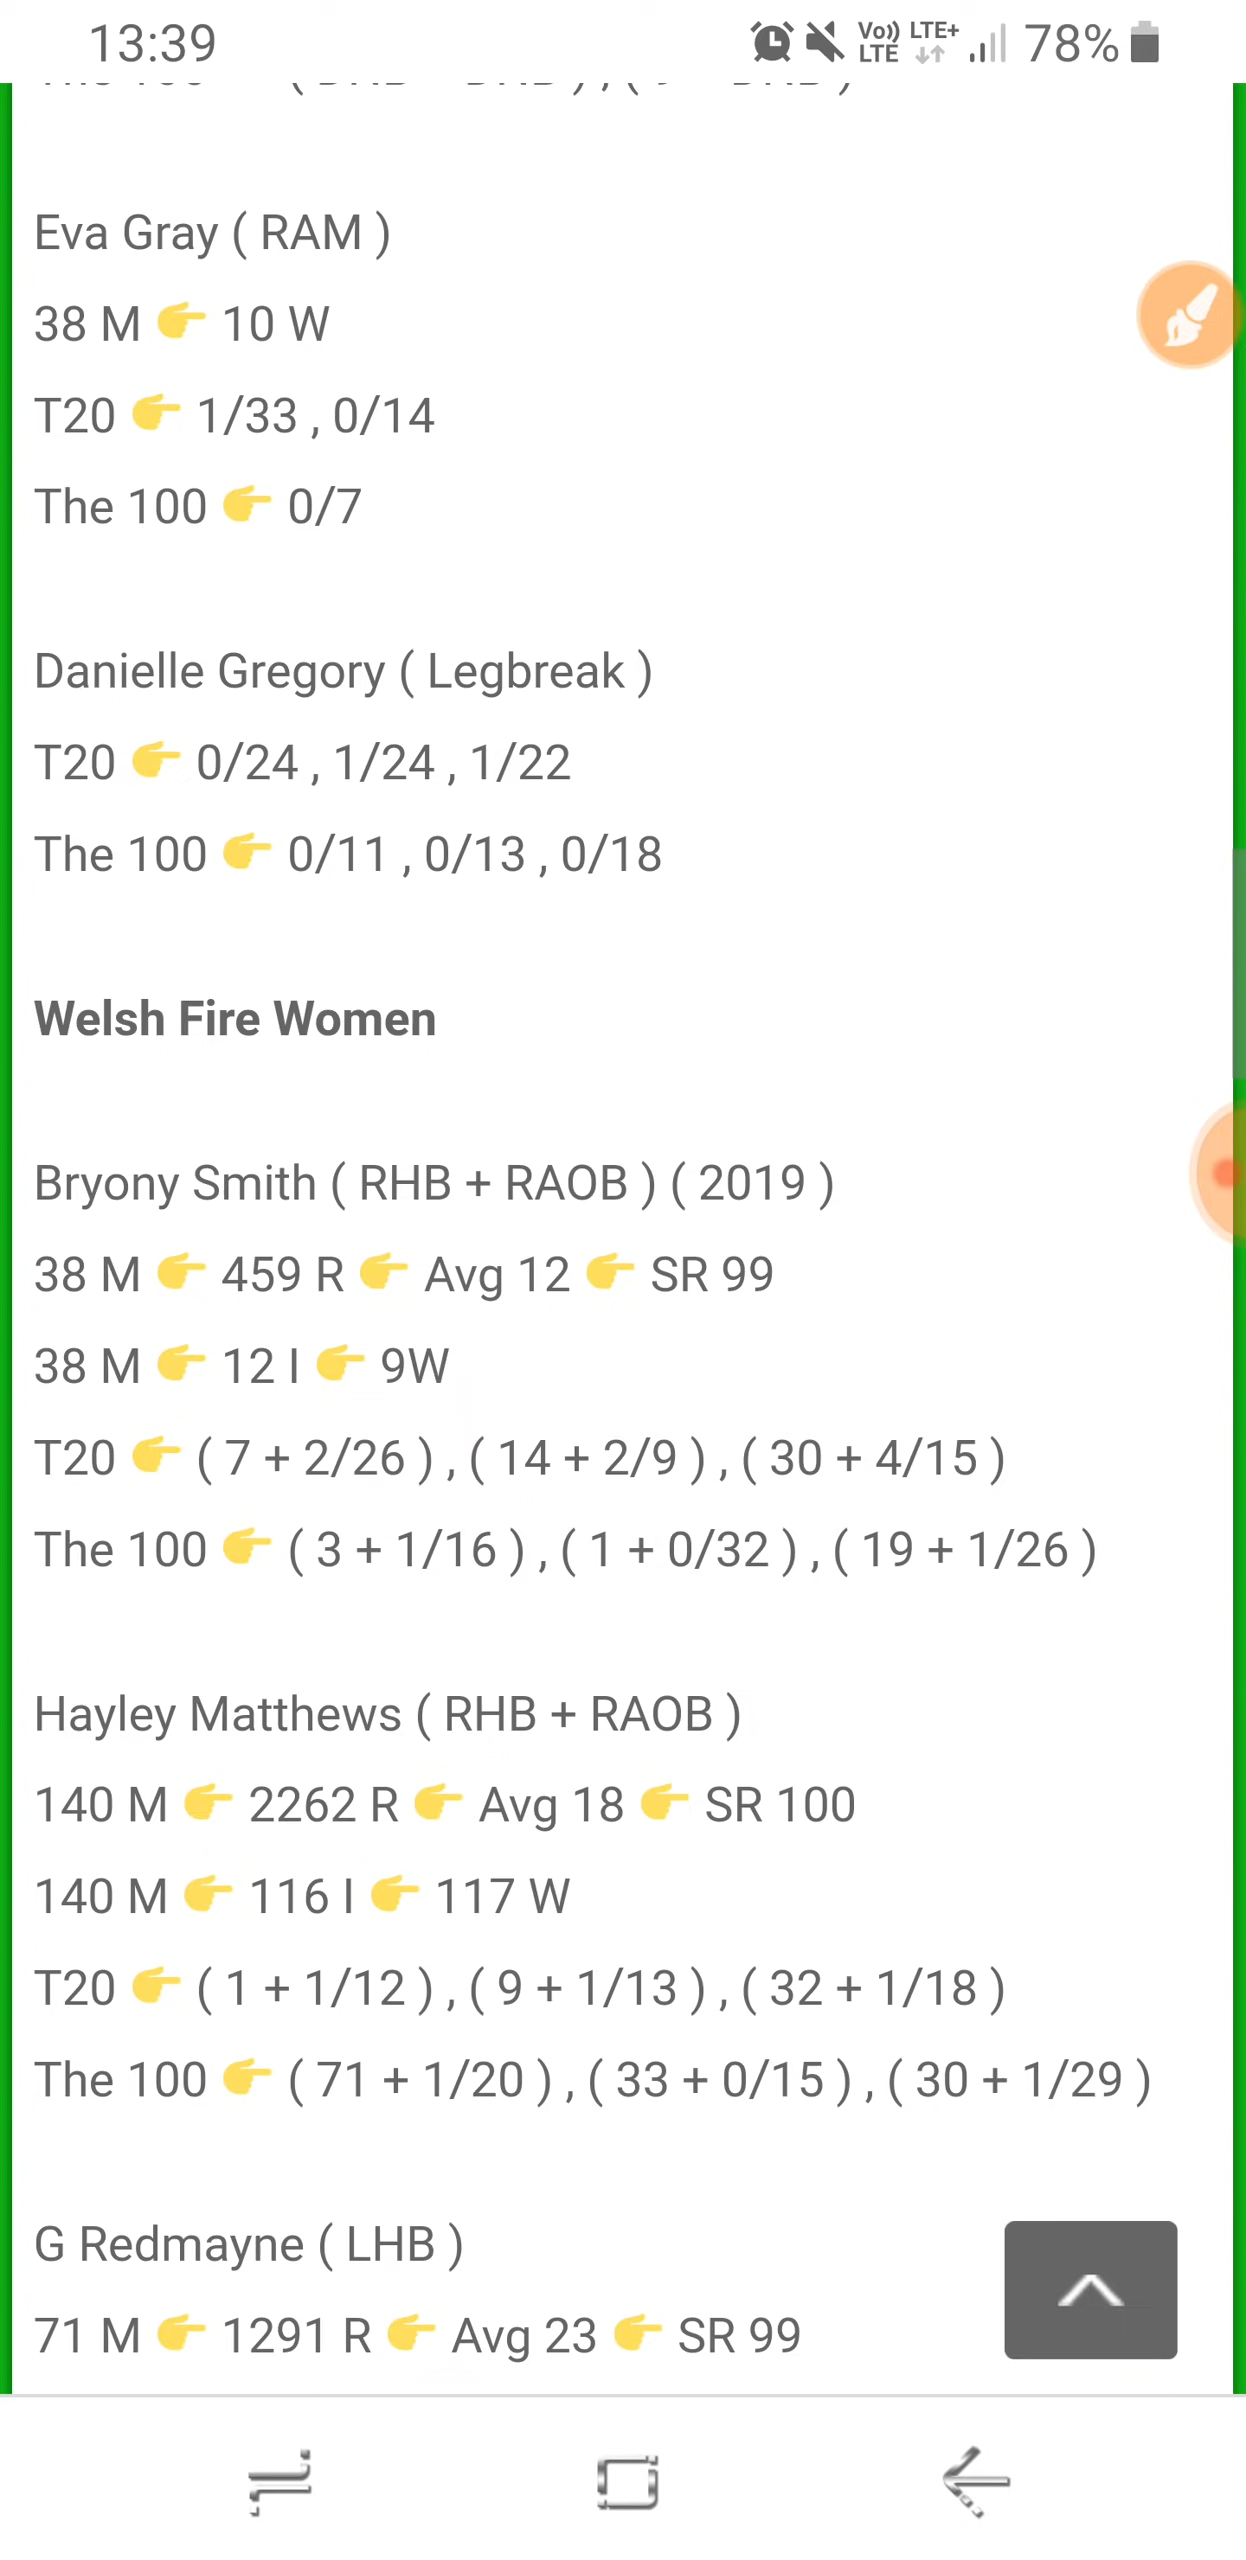 13:39 Vo)) LTE LTE+ 78%
Eva Gray ( RAM )
38 M 👉 10 W
T20 👉 1/33 , 0/14
The 100 👉 0/7
Danielle Gregory ( Legbreak )
T20 👉 0/24 , 1/24 , 1/22
The 100 👉 0/11 , 0/13 , 0/18
Welsh Fire Women
Bryony Smith ( RHB + RAOB ) ( 2019 )
38 M 👉 459 R 👉 Avg 12 👉 SR 99
38 M 👉 12 I 👉 9W
T20 👉 ( 7 + 2/26 ) , ( 14 + 2/9 ) , ( 30 + 4/15 )
The 100 👉 ( 3 + 1/16 ) , ( 1 + 0/32 ) , ( 19 + 1/26 )
Hayley Matthews ( RHB + RAOB )
140 M 👉 2262 R 👉 Avg 18 👉 SR 100
140 M 👉 116 I 👉 117 W
T20 👉 ( 1 + 1/12 ) , ( 9 + 1/13 ) , ( 32 + 1/18 )
The 100 👉 ( 71 + 1/20 ) , ( 33 + 0/15 ) , ( 30 + 1/29 )
G Redmayne ( LHB )
71 M 👉 1291 R 👉 Avg 23 👉 SR 99